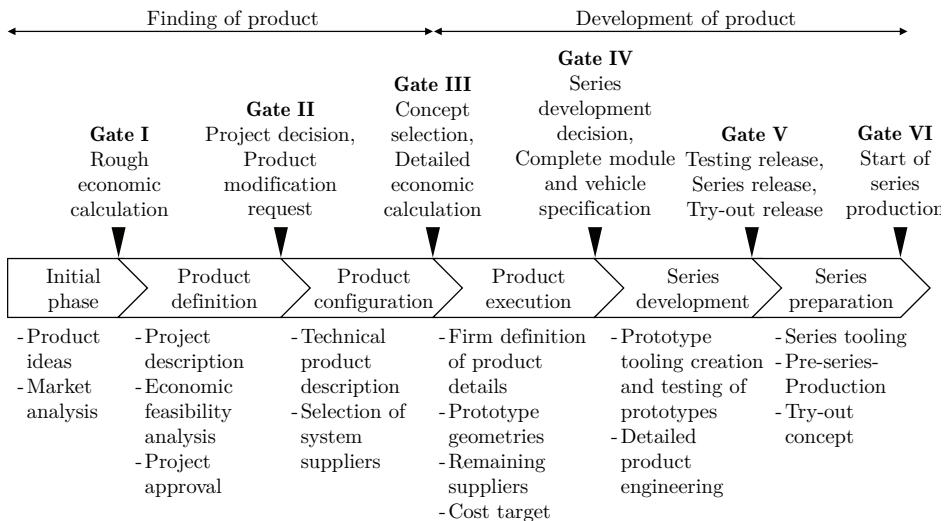 Finding of product
Development of product
Gate I
Rough
economic
calculation
Gate II
Project decision,
Product
modification
request
Gate III
Concept
selection,
Detailed
economic
calculation
Gate IV
Series
development
decision,
Complete module
and vehicle
specification
Gate V
Testing release,
Series release,
Try-out release
Gate VI
Start of
series
production
Initial
phase
Product
definition
Product
configuration
Product
execution
Series
development
Series
preparation
-Product
ideas
-Market
analysis
-Project
description
-Economic
feasibility
analysis
-Project
approval
-Technical
product
description
-Selection of
system
suppliers
-Firm definition
of product
details
-Prototype
geometries
-Remaining
suppliers
-Cost target
-Prototype
tooling creation
and testing of
prototypes
-Detailed
product
engineering
-Series tooling
-Pre-series-
Production
-Try-out
concept